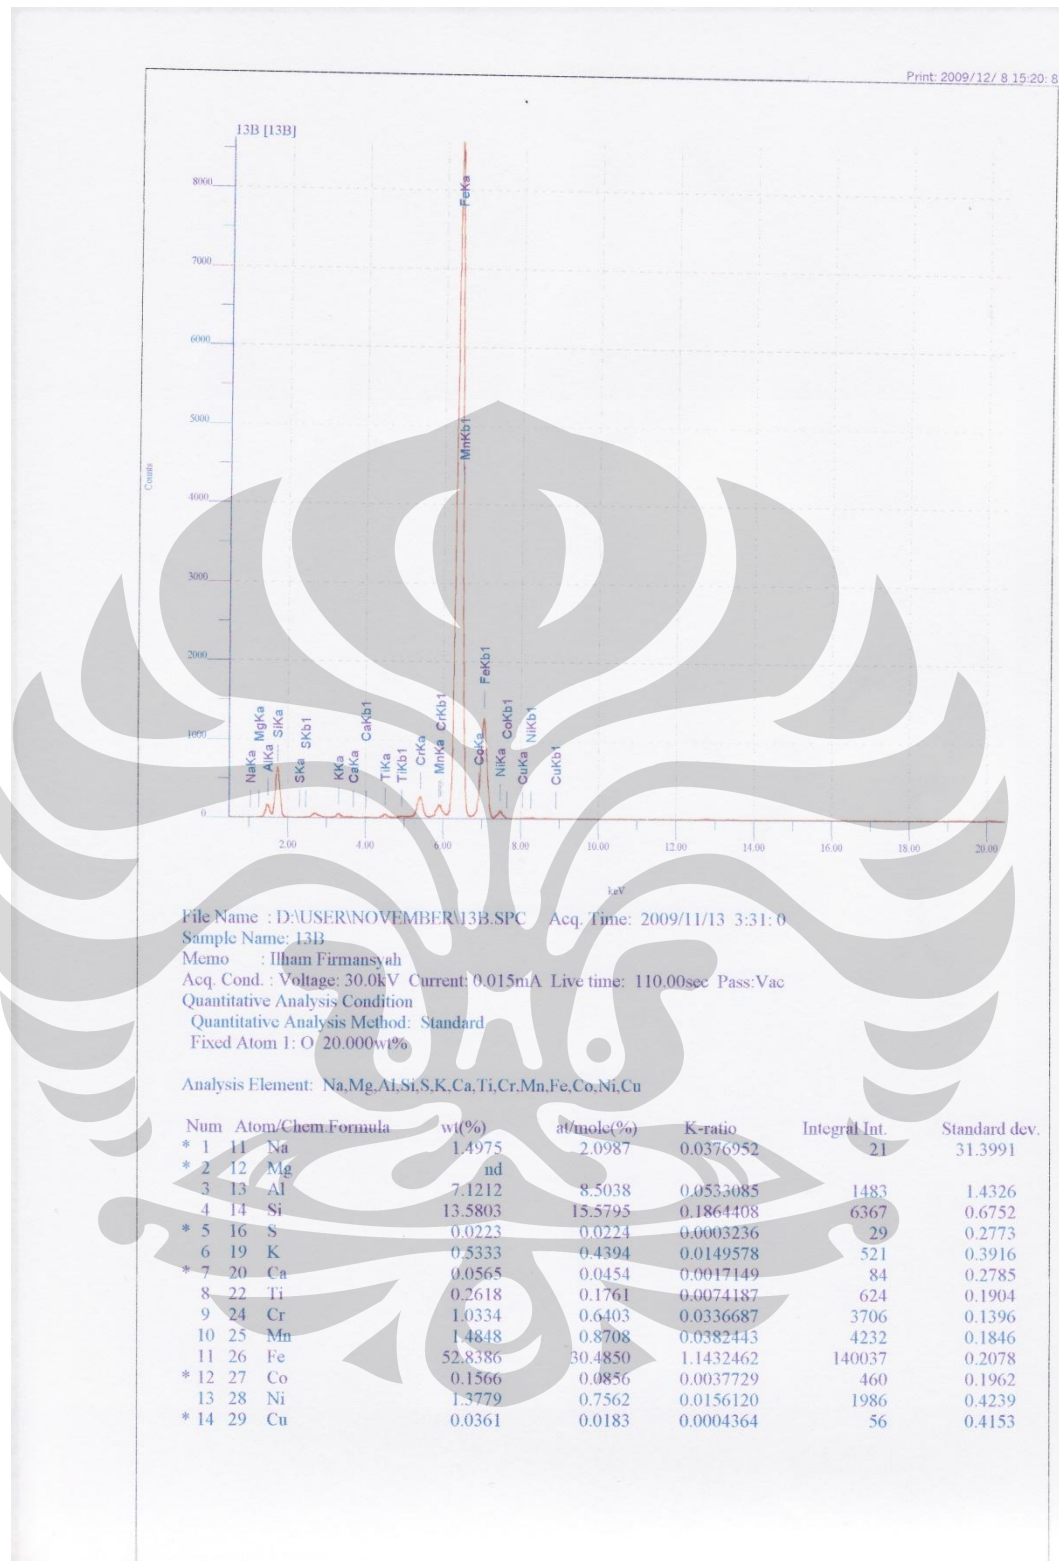 Print: 2009/12/ 8 15:20: 8
13B [13B]
8000
7000
6000
5000
4000
3000
2000
1000
0
Counts
FeKa
MnKb1
NaKa
MgKa
AlKa
SiKa
SKa
SKb1
KKa
CaKa
CaKb1
TiKa
TiKb1
CrKa
MnKa
CrKb1
CoKa
FeKb1
NiKa
CoKb1
CuKa
NiKb1
CuKb1
2.00 4.00 6.00 8.00 10.00 12.00 14.00 16.00 18.00 20.00
keV
File Name : D:\USER\NOVEMBER\13B.SPC Acq. Time: 2009/11/13 3:31: 0
Sample Name: 13B
Memo : Ilham Firmansyah
Acq. Cond. : Voltage: 30.0kV Current: 0.015mA Live time: 110.00sec Pass:Vac
Quantitative Analysis Condition
Quantitative Analysis Method: Standard
Fixed Atom 1: O 20.000wt%
Analysis Element: Na,Mg,Al,Si,S,K,Ca,Ti,Cr,Mn,Fe,Co,Ni,Cu
Num Atom/Chem.Formula wt(%) at/mole(%) K-ratio Integral Int. Standard dev.
* 1 11 Na 1.4975 2.0987 0.0376952 21 31.3991
* 2 12 Mg nd
3 13 Al 7.1212 8.5038 0.0533085 1483 1.4326
4 14 Si 13.5803 15.5795 0.1864408 6367 0.6752
* 5 16 S 0.0223 0.0224 0.0003236 29 0.2773
6 19 K 0.5333 0.4394 0.0149578 521 0.3916
* 7 20 Ca 0.0565 0.0454 0.0017149 84 0.2785
8 22 Ti 0.2618 0.1761 0.0074187 624 0.1904
9 24 Cr 1.0334 0.6403 0.0336687 3706 0.1396
10 25 Mn 1.4848 0.8708 0.0382443 4232 0.1846
11 26 Fe 52.8386 30.4850 1.1432462 140037 0.2078
* 12 27 Co 0.1566 0.0856 0.0037729 460 0.1962
13 28 Ni 1.3779 0.7562 0.0156120 1986 0.4239
* 14 29 Cu 0.0361 0.0183 0.0004364 56 0.4153